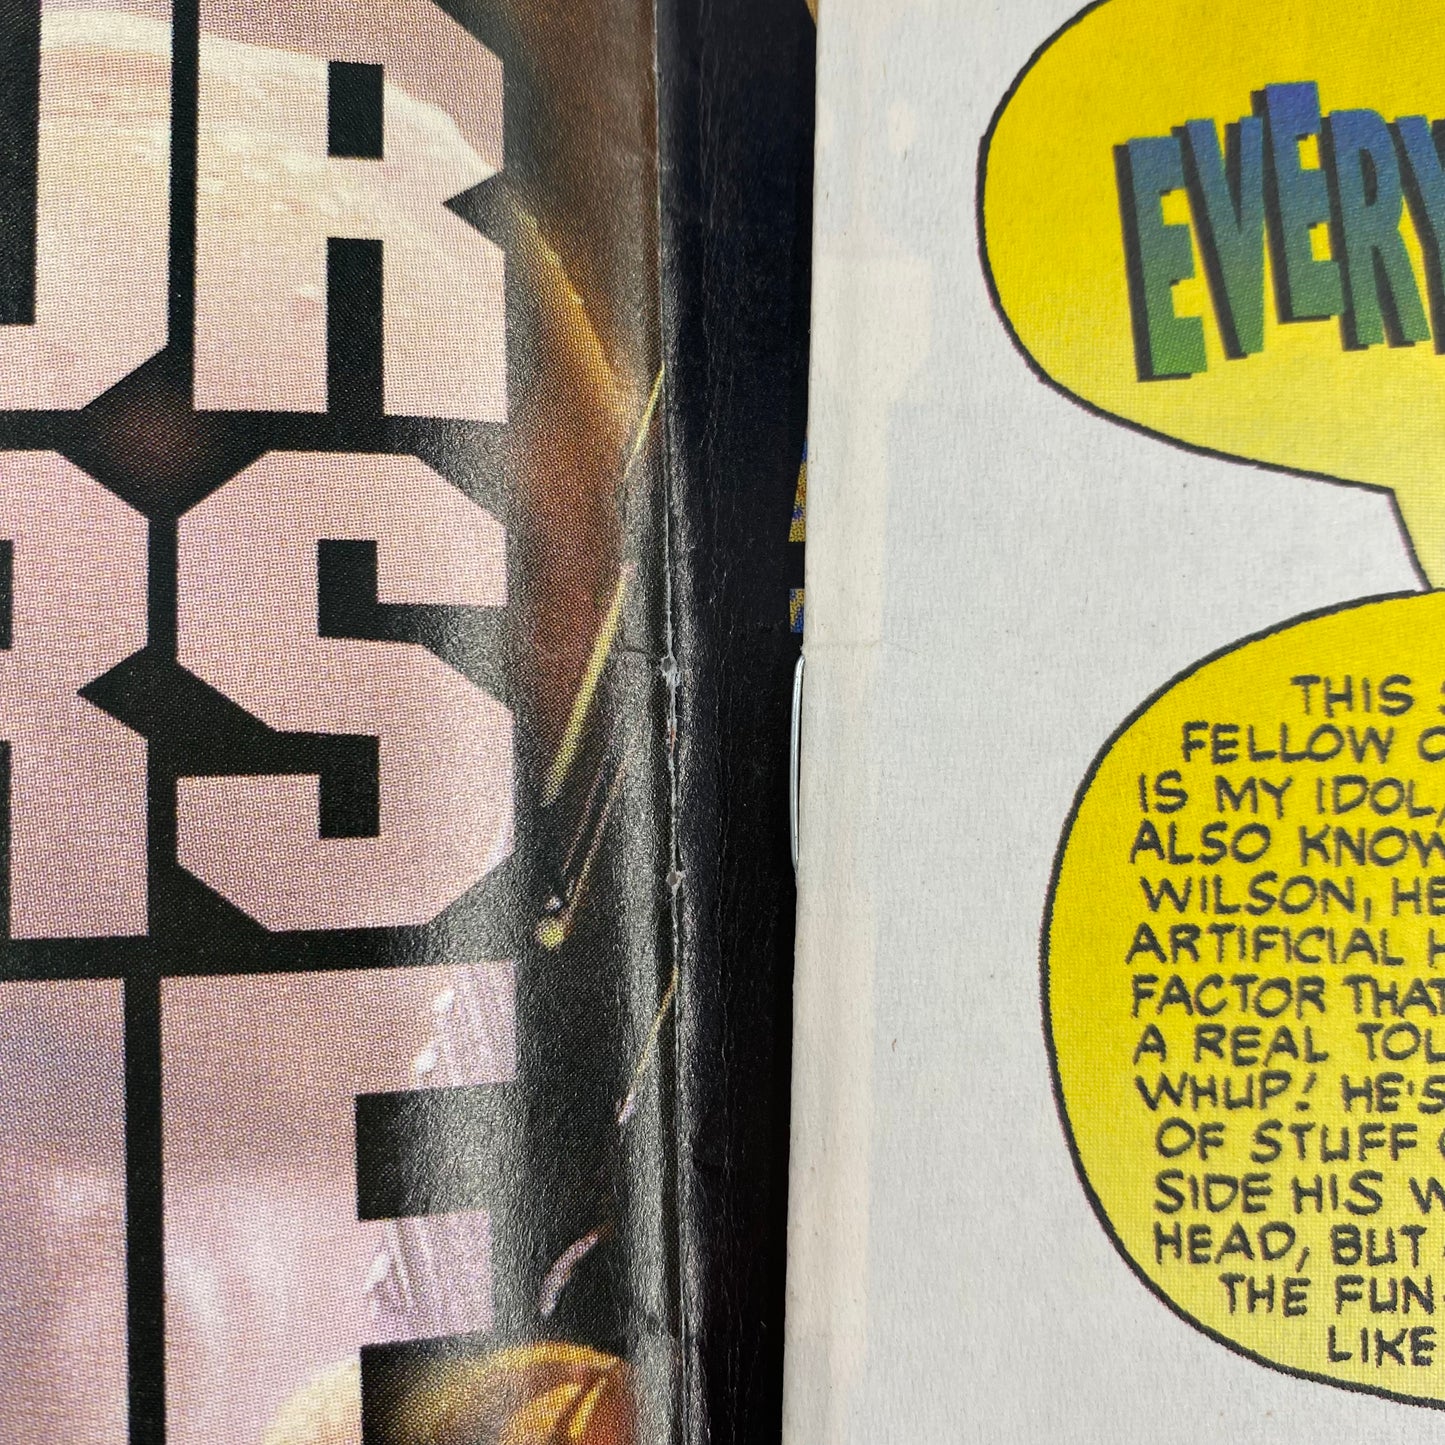 UR
RS
EVERY
THIS
FELLOW
IS MY IDOL,
ALSO KNOW
WILSON, HE
ARTIFICIAL
FACTOR THAT
A REAL TOL
WHUP! HE'S
OF STUFF
SIDE HIS
HEAD, BUT
THE FUN
LIKE